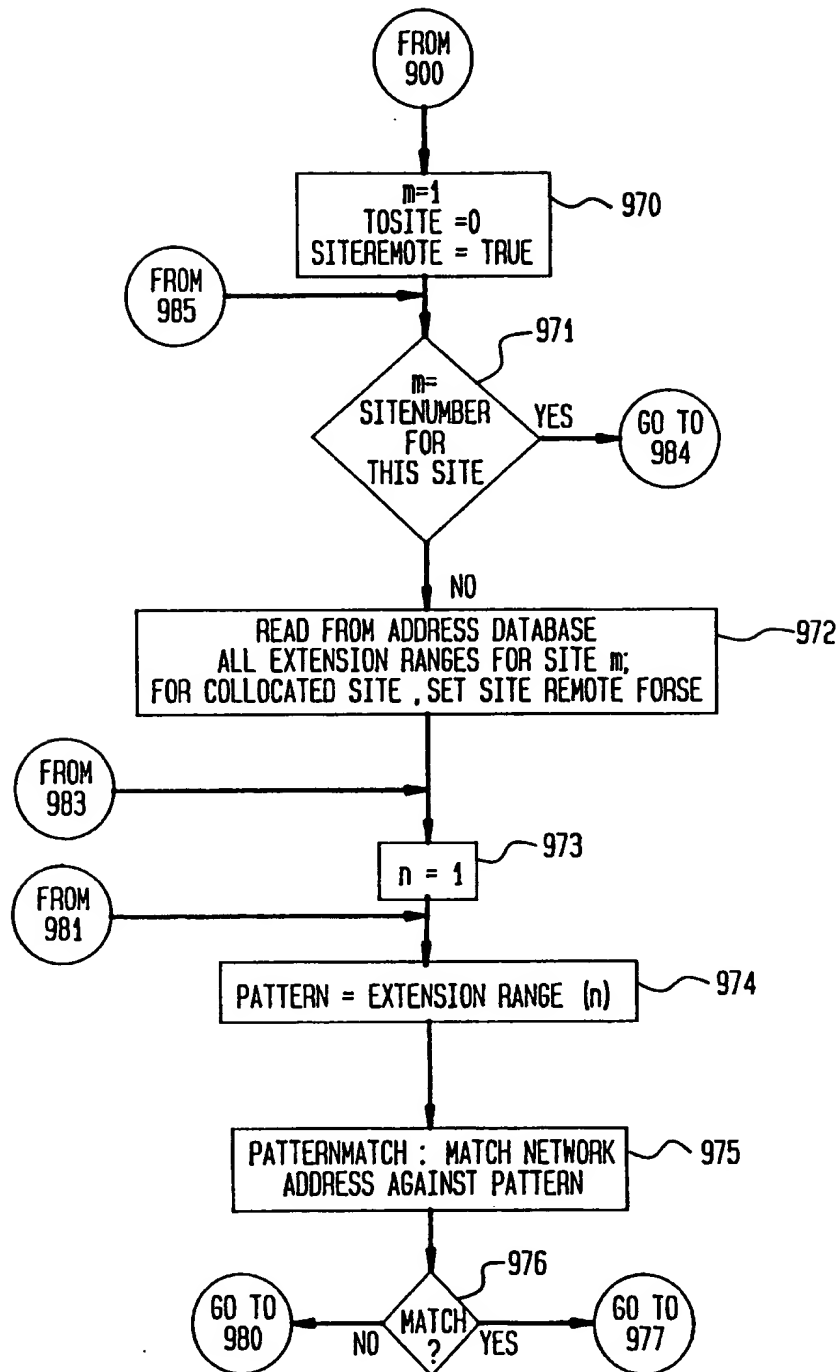 FROM
900
m=1
TOSITE =0
SITEREMOTE = TRUE
970
FROM
985
971
m=
SITENUMBER
FOR
THIS SITE
YES
GO TO
984
NO
READ FROM ADDRESS DATABASE
ALL EXTENSION RANGES FOR SITE m;
FOR COLLOCATED SITE , SET SITE REMOTE FORSE
972
FROM
983
n = 1
973
FROM
981
PATTERN = EXTENSION RANGE (n)
974
PATTERNMATCH : MATCH NETWORK
ADDRESS AGAINST PATTERN
975
976
GO TO
980
NO
MATCH
?
YES
GO TO
977